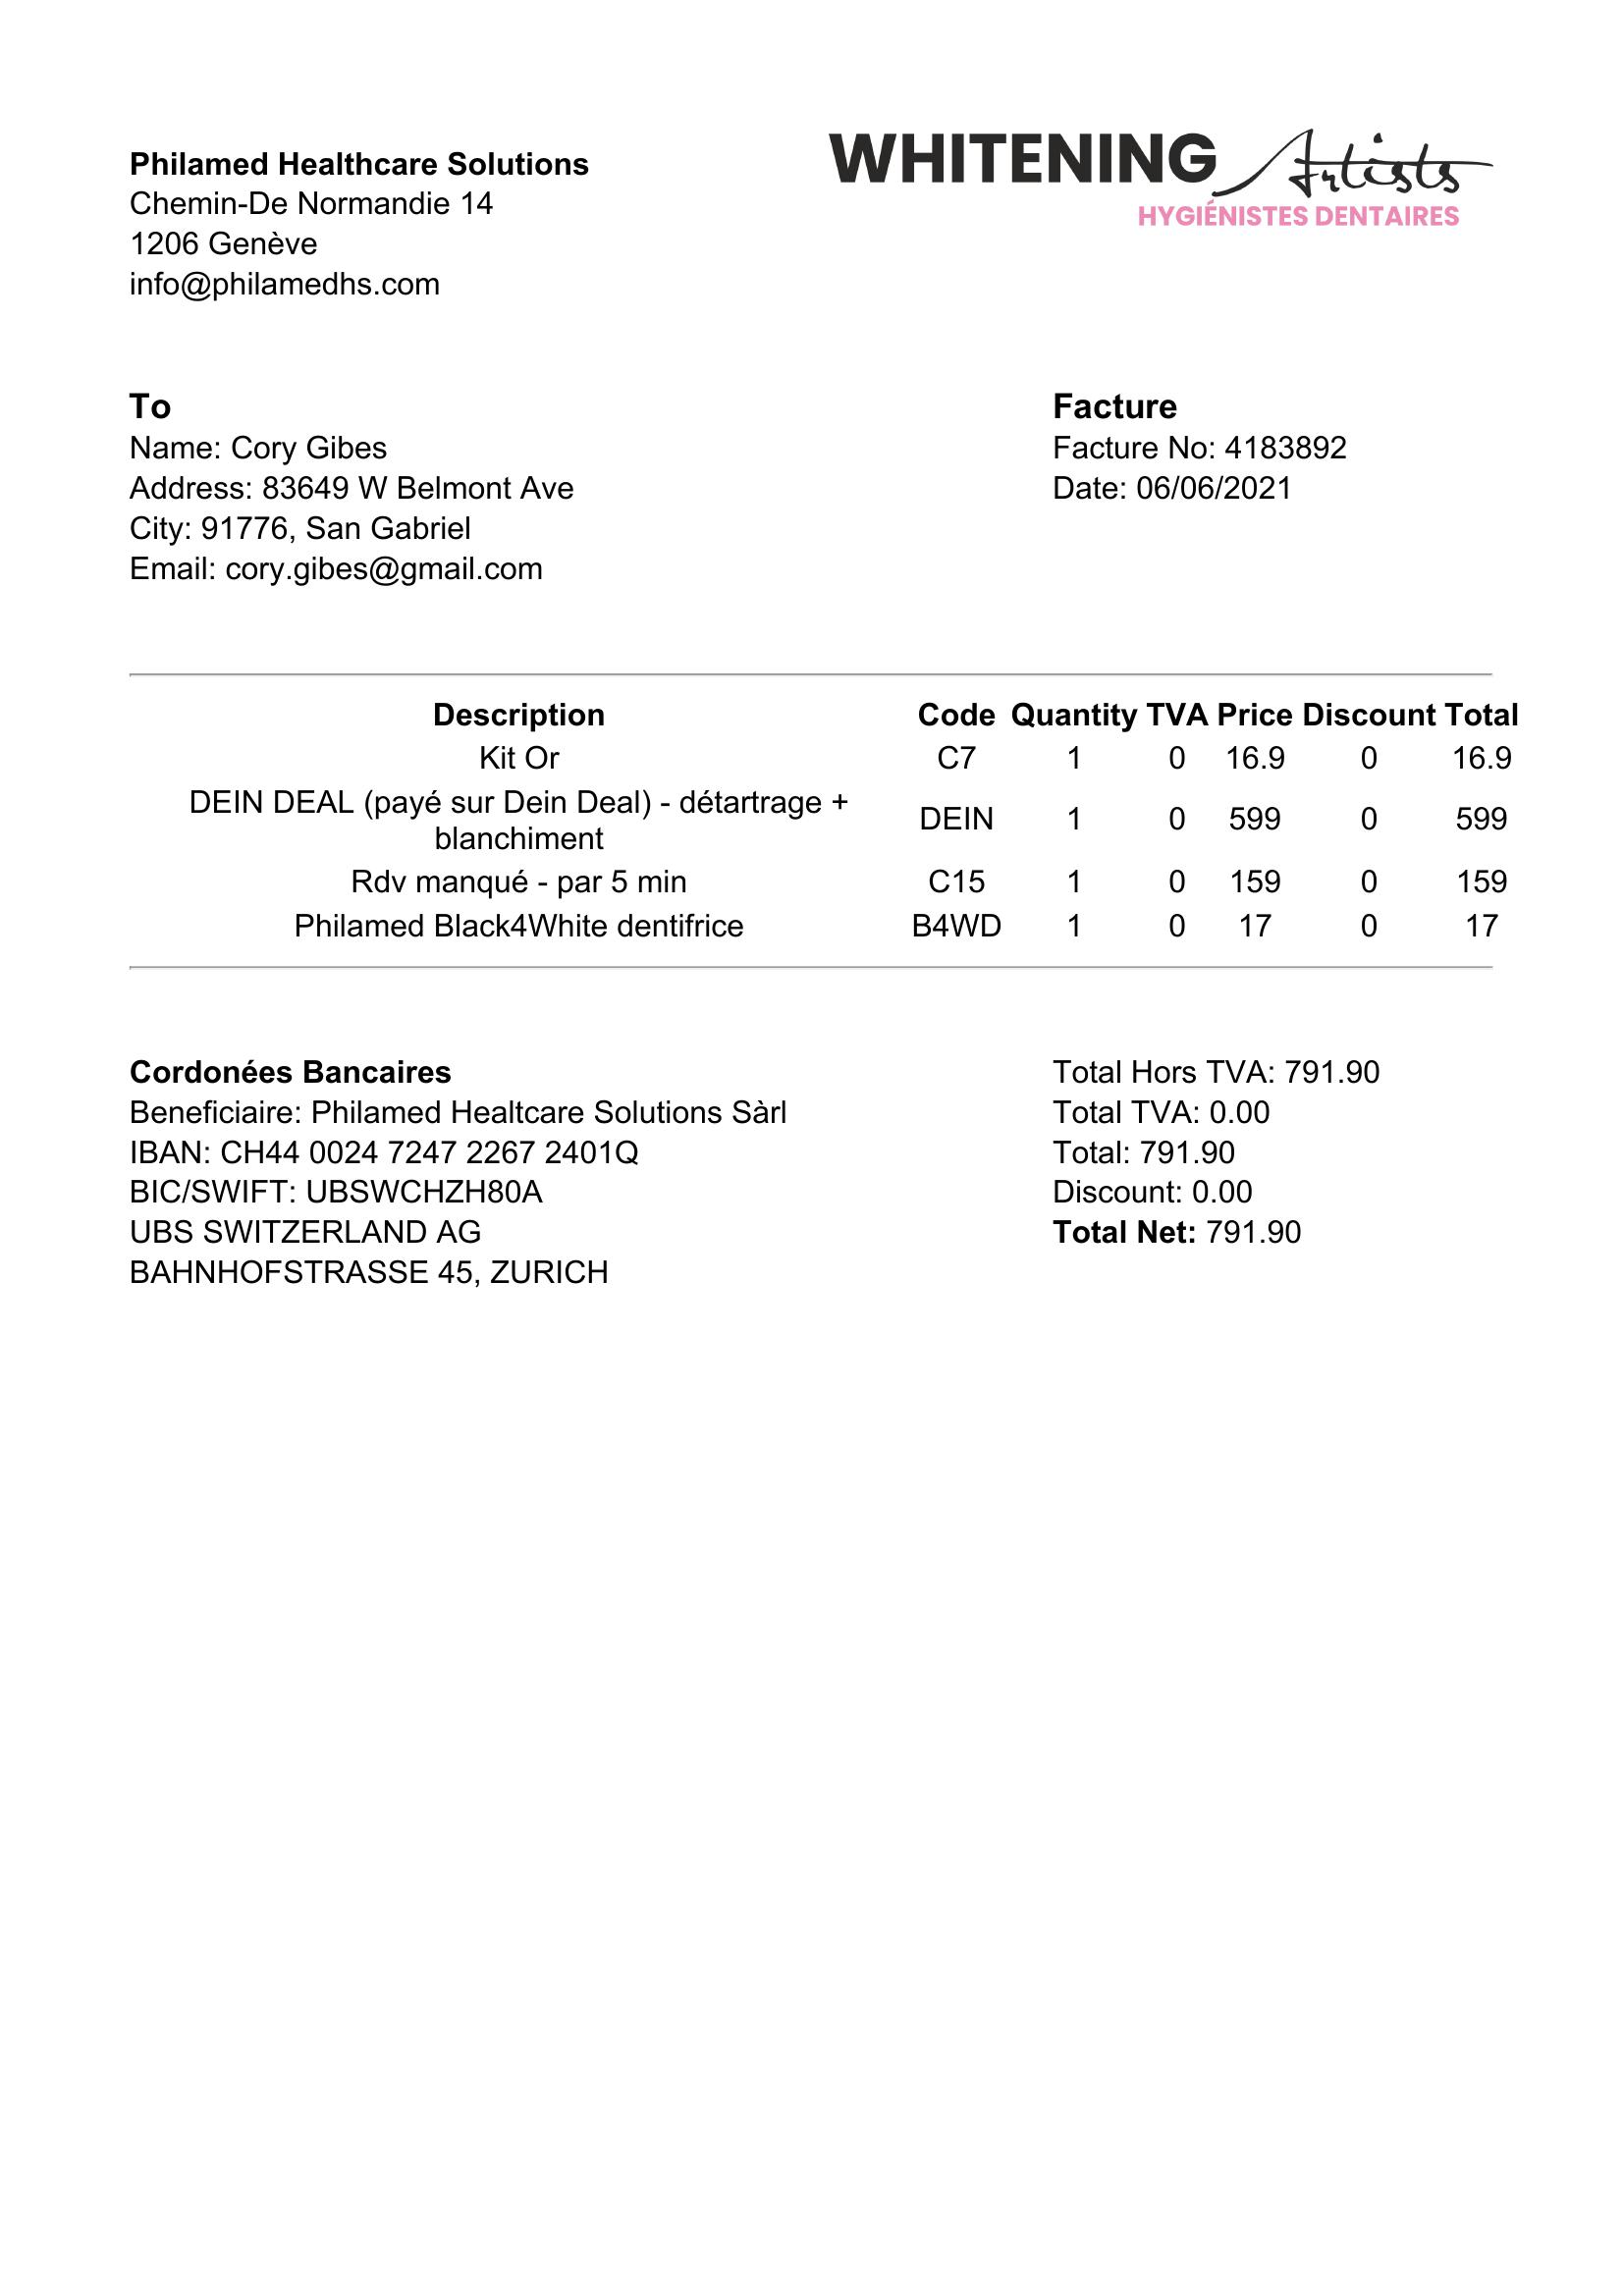 Philamed Healthcare Solutions
Chemin-De Normandie 14
1206 Genève
info@philamedhs.com
WHITENING Artists
HYGIÉNISTES DENTAIRES
To
Name: Cory Gibes
Address: 83649 W Belmont Ave
City: 91776, San Gabriel
Email: cory.gibes@gmail.com
Facture
Facture No: 4183892
Date: 06/06/2021
Description Code Quantity TVA Price Discount Total
Kit Or C7 1 0 16.9 0 16.9
DEIN DEAL (payé sur Dein Deal) - détartrage +
blanchiment DEIN 1 0 599 0 599
Rdv manqué - par 5 min C15 1 0 159 0 159
Philamed Black4White dentifrice B4WD 1 0 17 0 17
Cordonées Bancaires
Beneficiaire: Philamed Healtcare Solutions Sàrl
IBAN: CH44 0024 7247 2267 2401Q
BIC/SWIFT: UBSWCHZH80A
UBS SWITZERLAND AG
BAHNHOFSTRASSE 45, ZURICH
Total Hors TVA: 791.90
Total TVA: 0.00
Total: 791.90
Discount: 0.00
Total Net: 791.90